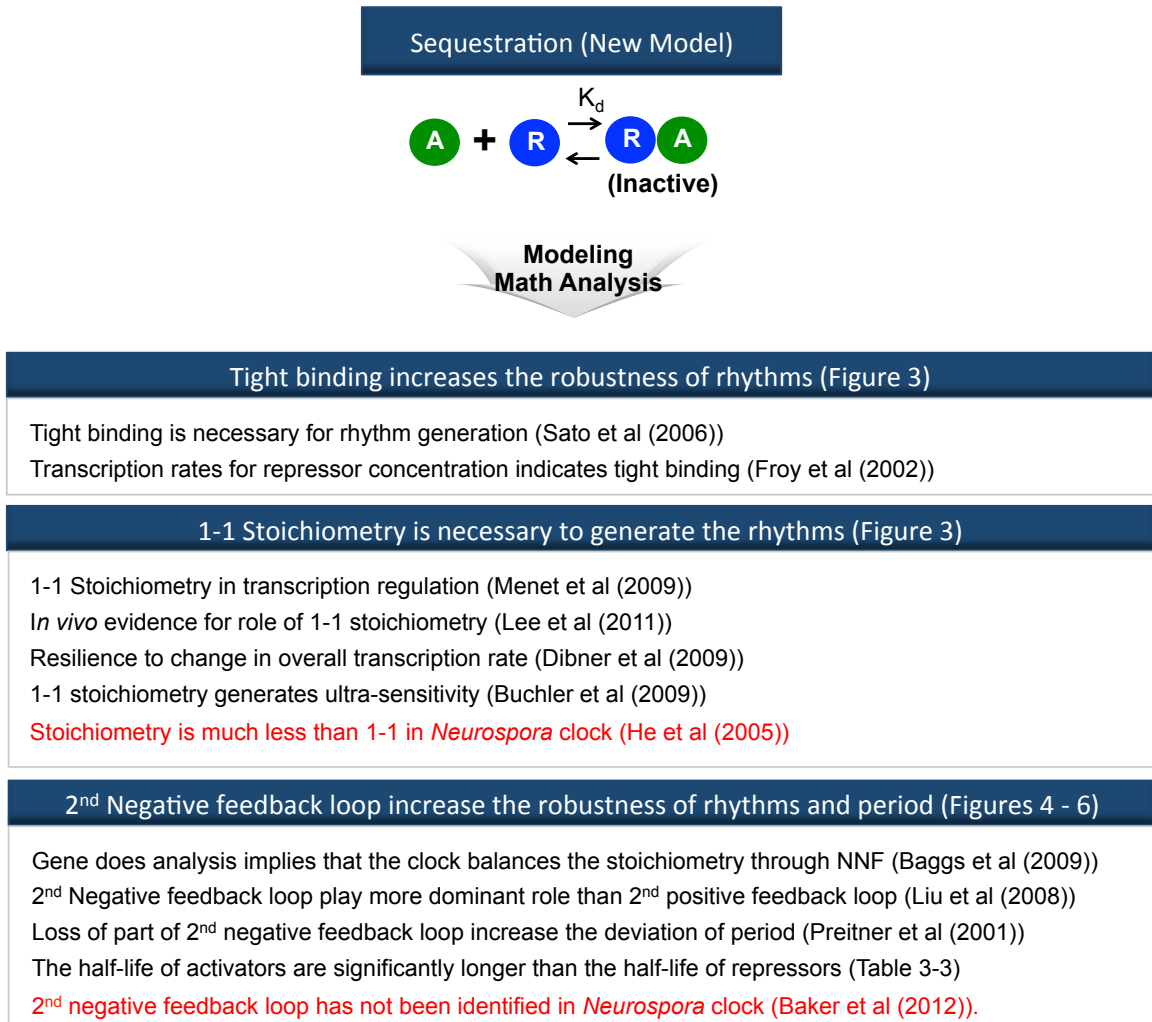 Sequestration (New Model)
Kd
A + R R A
(Inactive)
Modeling
Math Analysis
Tight binding increases the robustness of rhythms (Figure 3)
Tight binding is necessary for rhythm generation (Sato et al (2006))
Transcription rates for repressor concentration indicates tight binding (Froy et al (2002))
1-1 Stoichiometry is necessary to generate the rhythms (Figure 3)
1-1 Stoichiometry in transcription regulation (Menet et al (2009))
In vivo evidence for role of 1-1 stoichiometry (Lee et al (2011))
Resilience to change in overall transcription rate (Dibner et al (2009))
1-1 stoichiometry generates ultra-sensitivity (Buchler et al (2009))
Stoichiometry is much less than 1-1 in Neurospora clock (He et al (2005))
2nd Negative feedback loop increase the robustness of rhythms and period (Figures 4 - 6)
Gene does analysis implies that the clock balances the stoichiometry through NNF (Baggs et al (2009))
2nd Negative feedback loop play more dominant role than 2nd positive feedback loop (Liu et al (2008))
Loss of part of 2nd negative feedback loop increase the deviation of period (Preitner et al (2001))
The half-life of activators are significantly longer than the half-life of repressors (Table 3-3)
2nd negative feedback loop has not been identified in Neurospora clock (Baker et al (2012)).